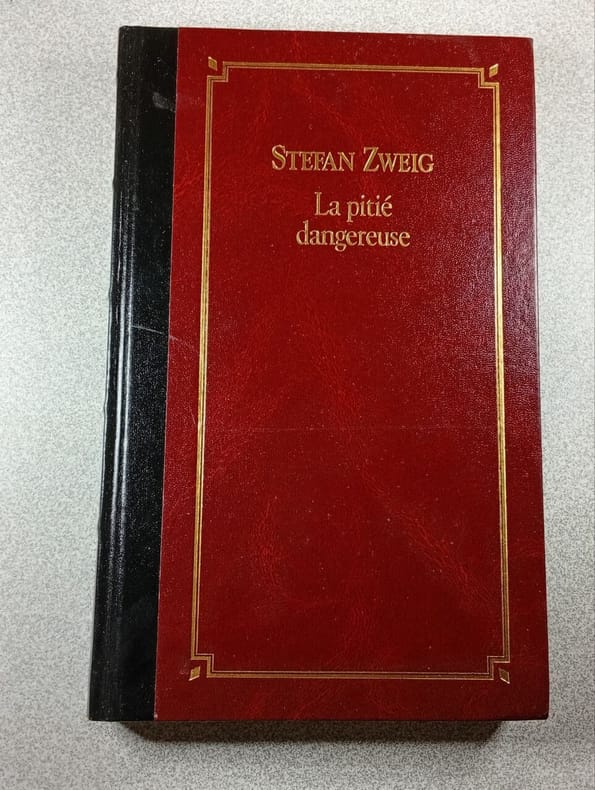 STEFAN ZWEIG
La pitié
dangereuse